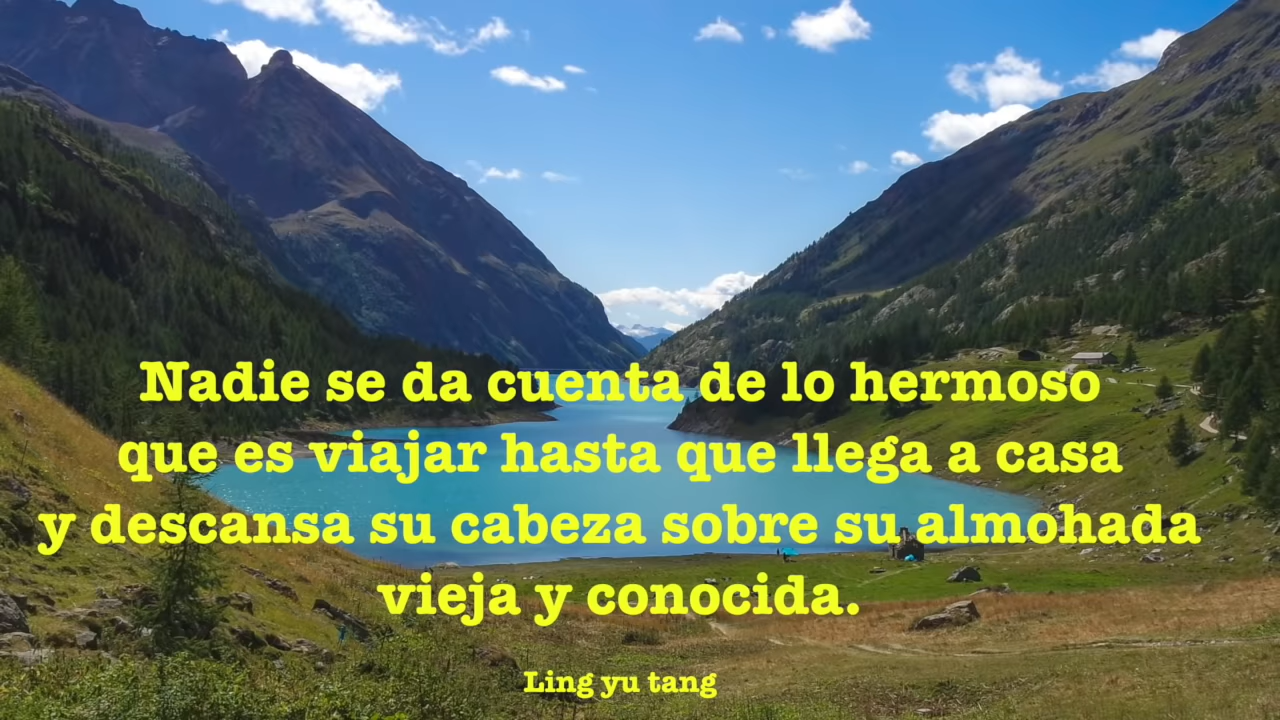 Nadie se da cuenta de lo hermoso
que es viajar hasta que llega a casa
y descansa su cabeza sobre su almohada
vieja y conocida.
Ling yu tang